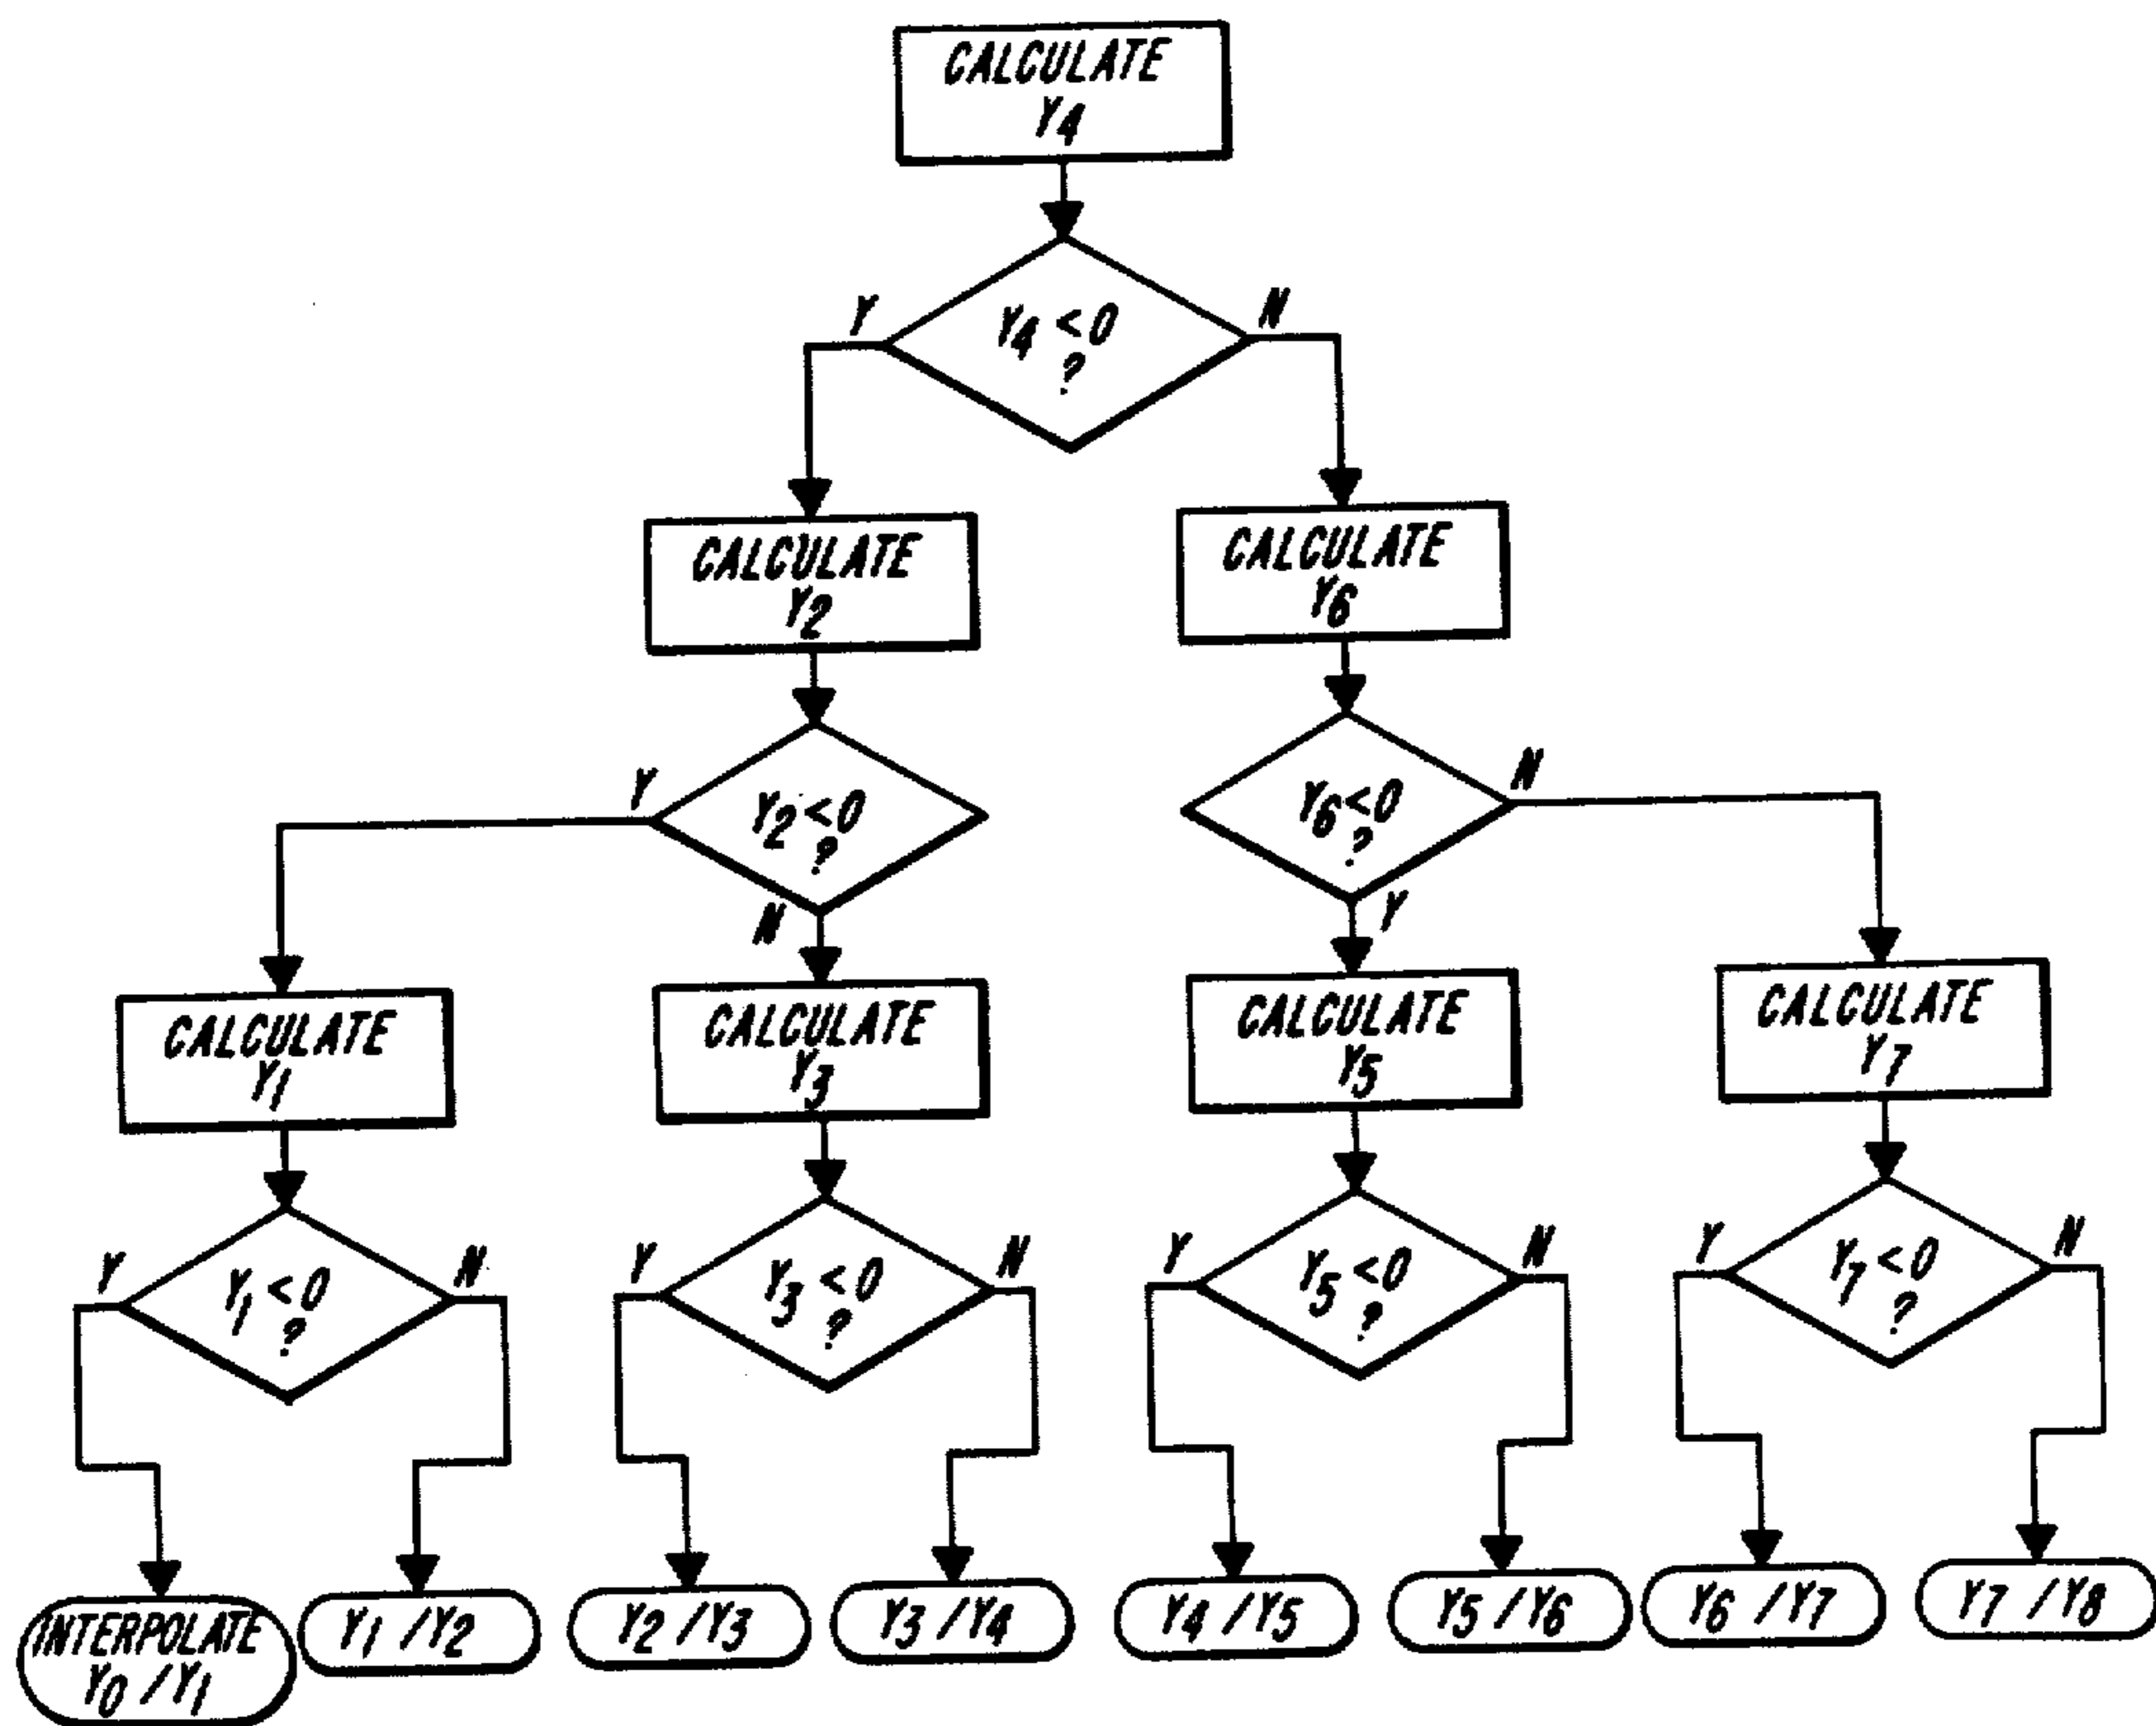 CALCULATE
Y4
Y4 <0
?
Y
N
CALCULATE
Y2
CALCULATE
Y6
Y2<0
?
Y
N
Y6<0
?
N
Y
CALCULATE
Y1
CALCULATE
Y3
CALCULATE
Y5
CALCULATE
Y7
Y
Y1<0
?
N
Y
Y3<0
?
N
Y
Y5<0
?
N
Y
Y7<0
?
N
INTERPOLATE
Y0 /Y1
Y1 /Y2
Y2 /Y3
Y3 /Y4
Y4 /Y5
Y5 /Y6
Y6 /Y7
Y7 /Y8